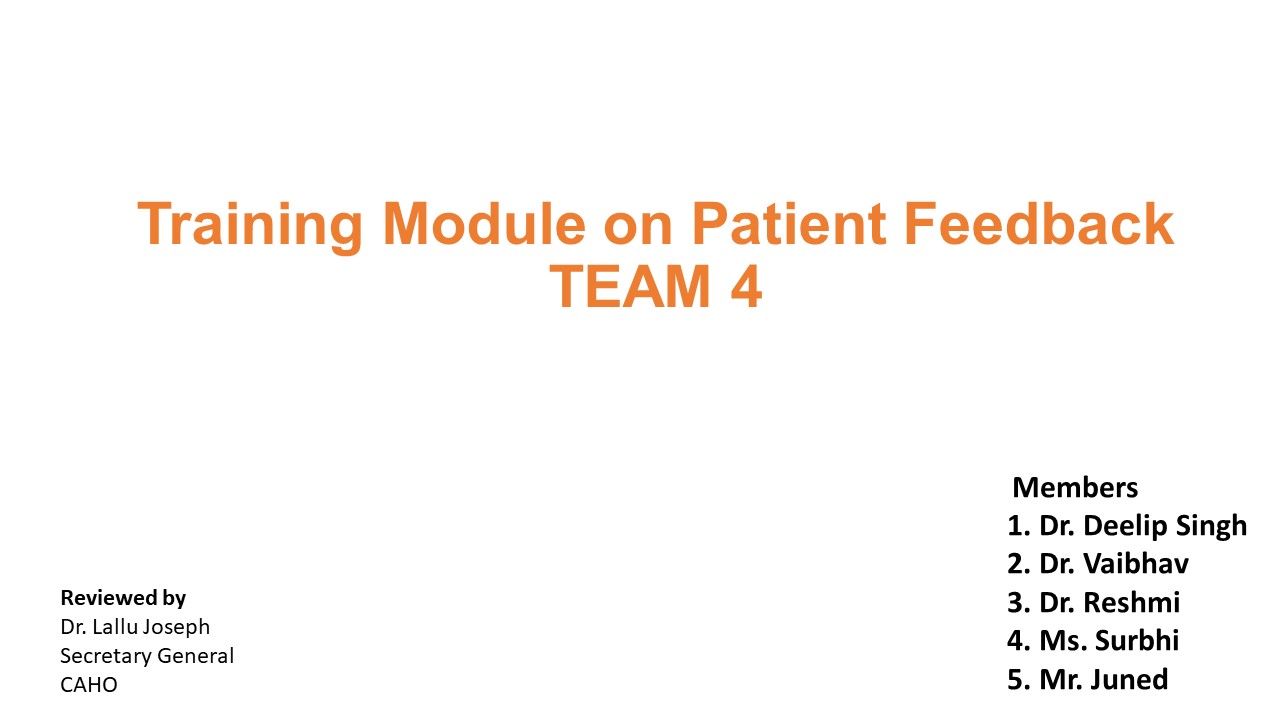 Training Module on Patient Feedback
TEAM 4
Members
1. Dr. Deelip Singh
2. Dr. Vaibhav
3. Dr. Reshmi
4. Ms. Surbhi
5. Mr. Juned
Reviewed by
Dr. Lallu Joseph
Secretary General
CAHO